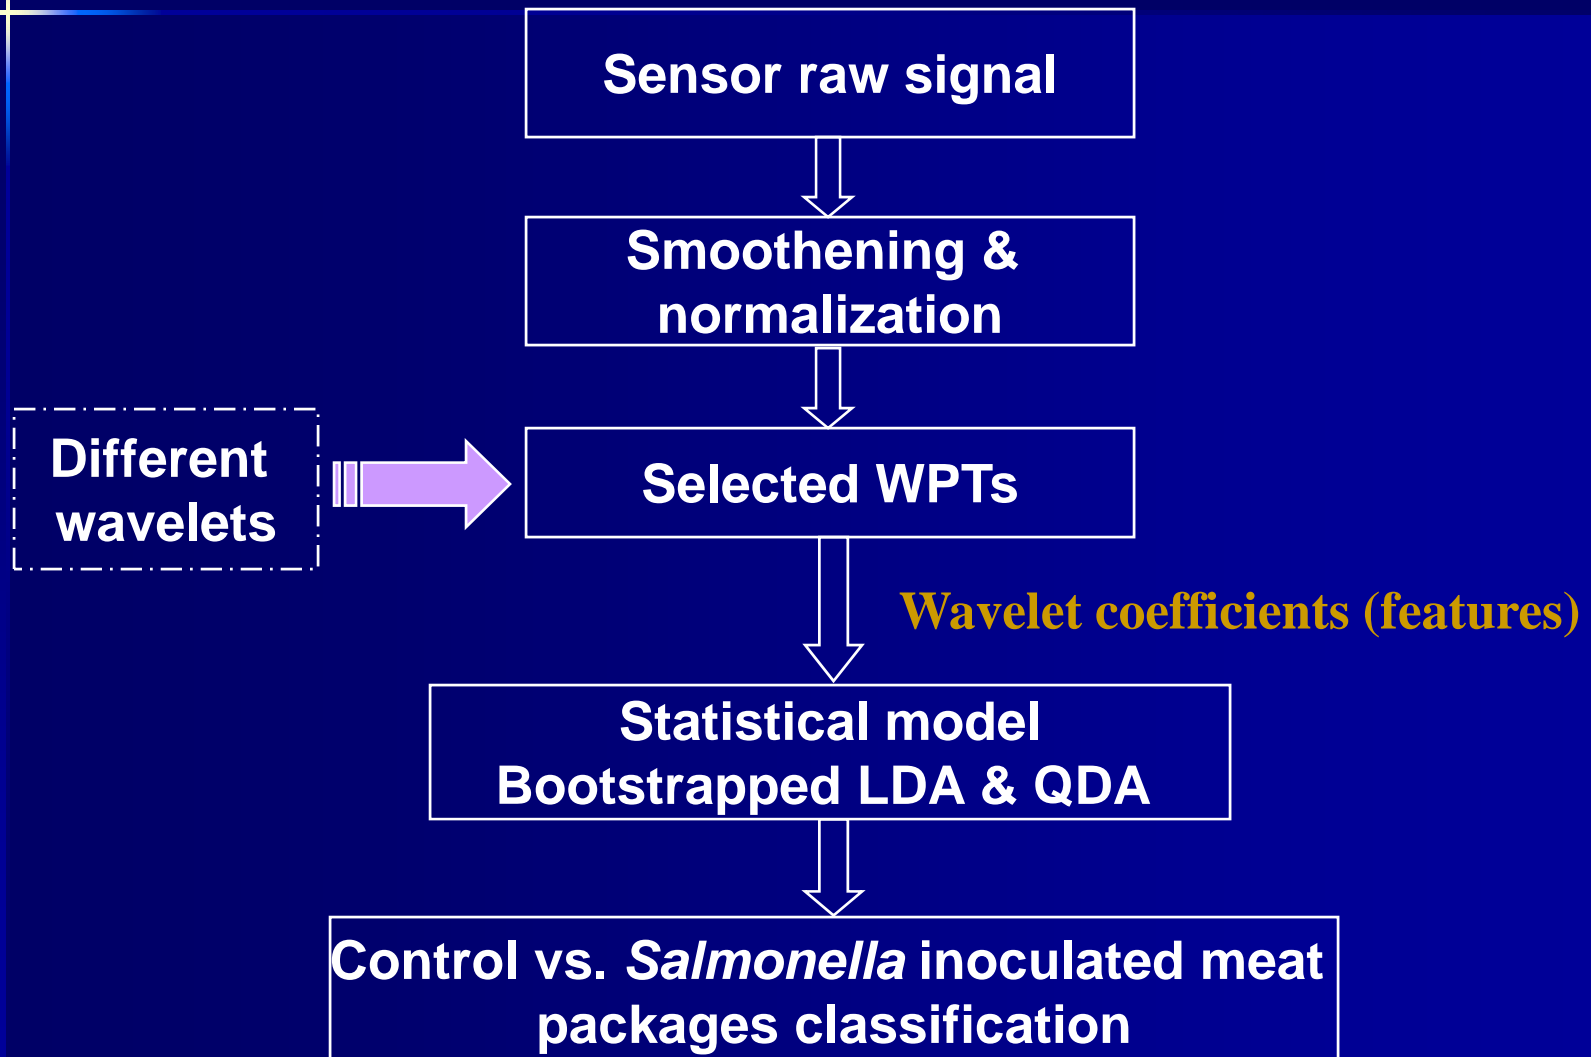 Sensor raw signal
Smoothening &
normalization
Different
wavelets
Selected WPTs
Wavelet coefficients (features)
Statistical model
Bootstrapped LDA & QDA
Control vs. Salmonella inoculated meat
packages classification